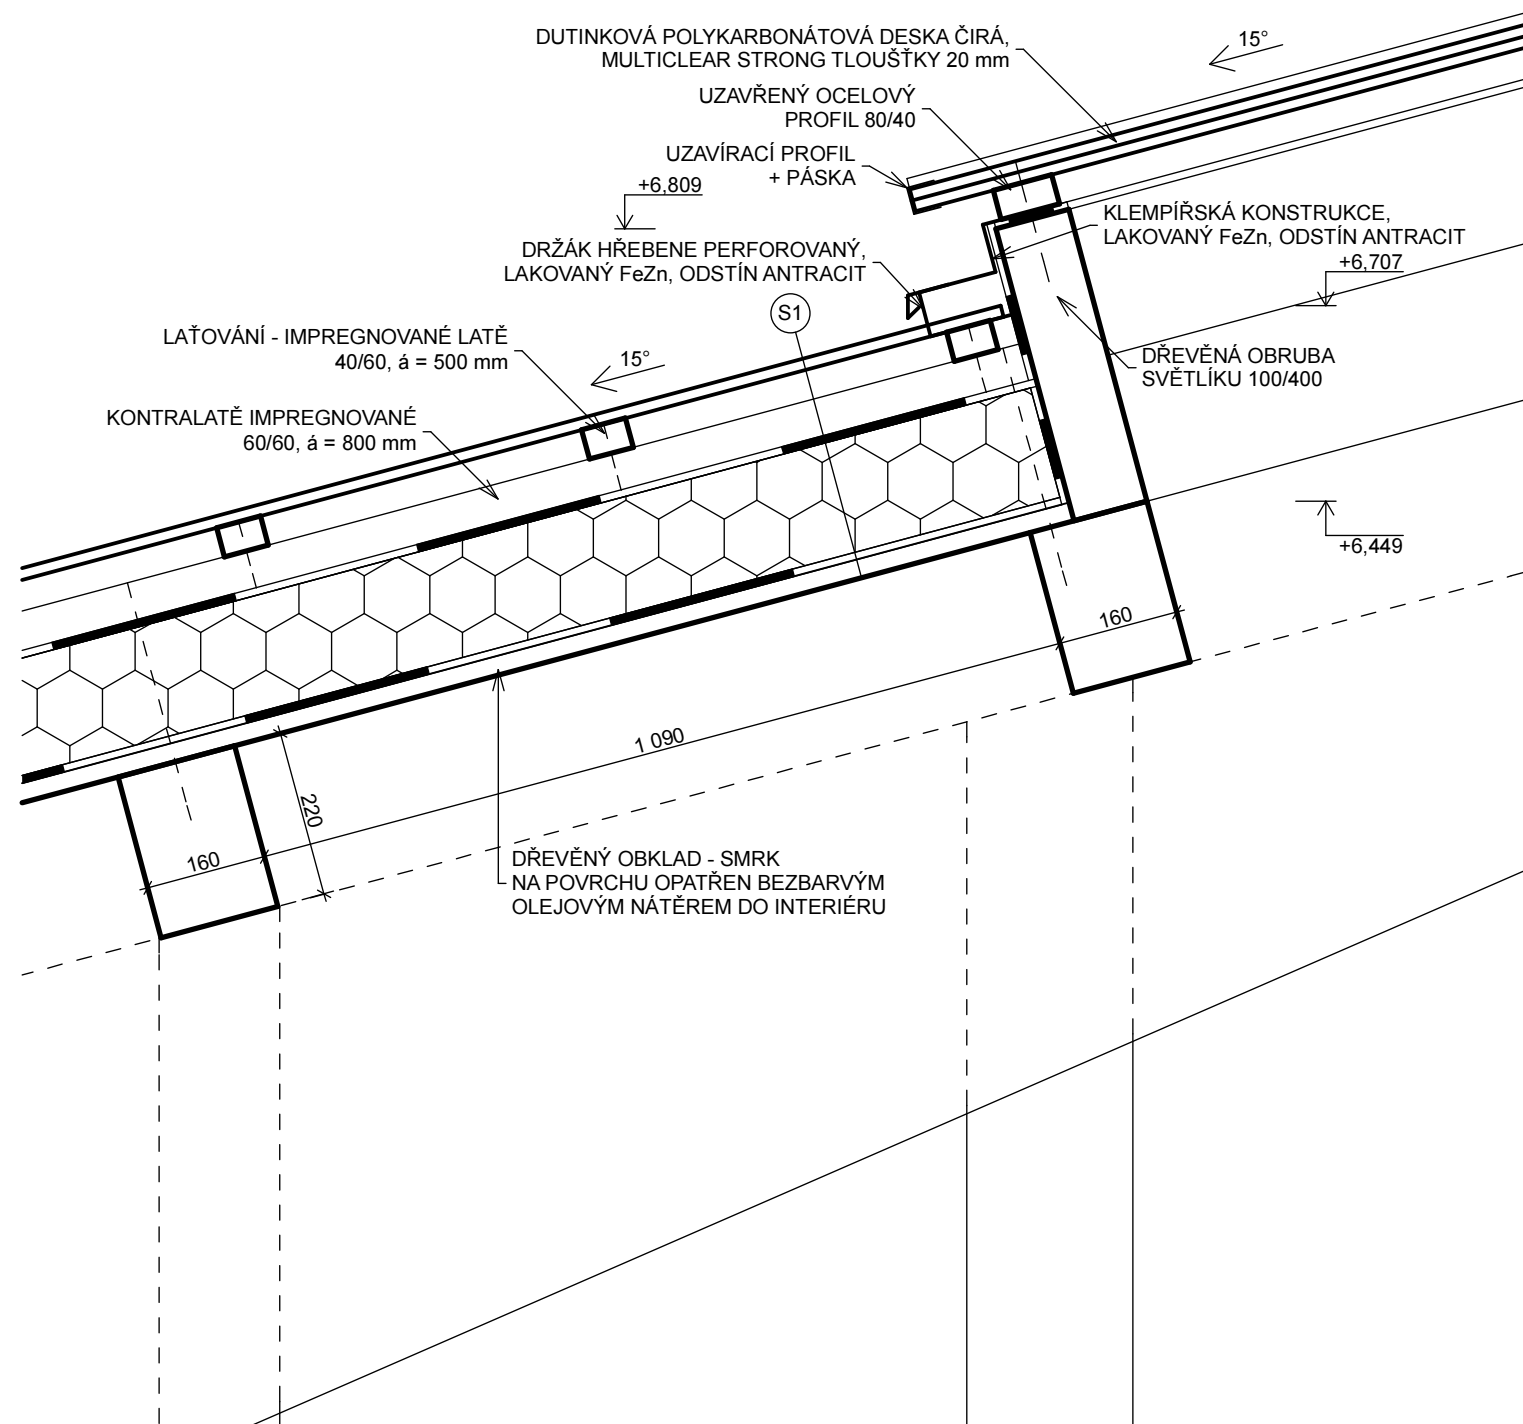 DUTINKOVÁ POLYKARBONÁTOVÁ DESKA ČIRÁ,
MULTICLEAR STRONG TLOUŠŤKY 20 mm
15°
UZAVŘENÝ OCELOVÝ
PROFIL 80/40
UZAVÍRACÍ PROFIL
+ PÁSKA
+6,809
KLEMPÍŘSKÁ KONSTRUKCE,
LAKOVANÝ FeZn, ODSTÍN ANTRACIT
DRŽÁK HŘEBENE PERFOROVANÝ,
LAKOVANÝ FeZn, ODSTÍN ANTRACIT
+6,707
S1
LAŤOVÁNÍ - IMPREGNOVANÉ LATĚ
40/60, á = 500 mm
15°
DŘEVĚNÁ OBRUBA
SVĚTLÍKU 100/400
KONTRALATĚ IMPREGNOVANÉ
60/60, á = 800 mm
+6,449
160
1 090
220
160
DŘEVĚNÝ OBKLAD - SMRK
NA POVRCHU OPATŘEN BEZBARVÝM
OLEJOVÝM NÁTĚREM DO INTERIÉRU